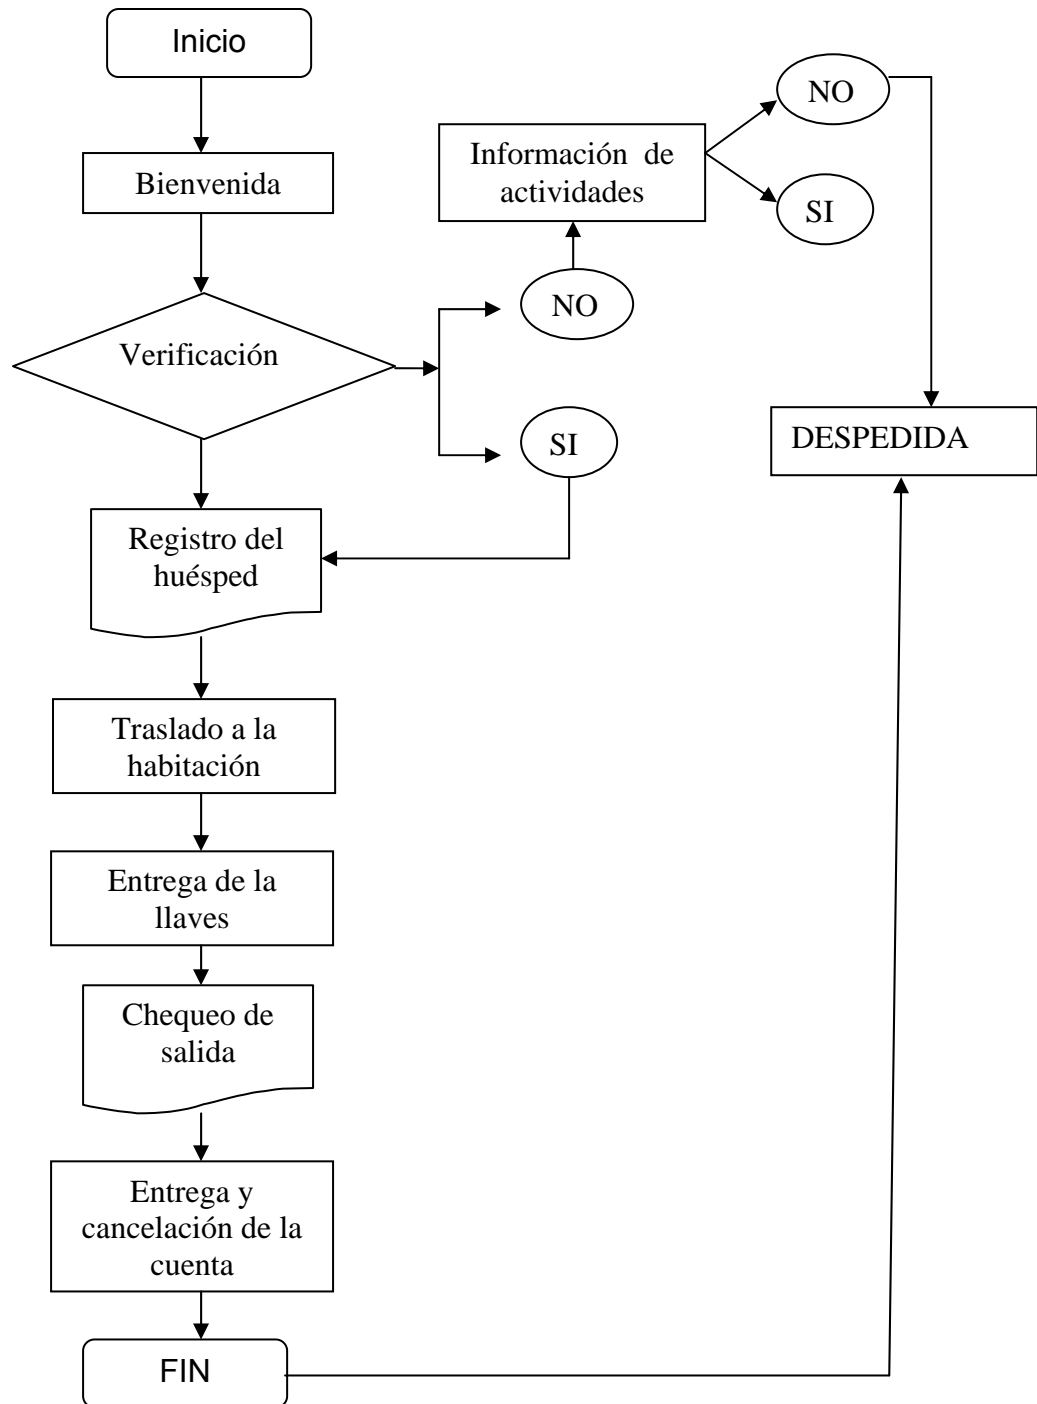 Inicio
Bienvenida
Verificación
Información de
actividades
NO
SI
NO
SI
DESPEDIDA
Registro del
huésped
Traslado a la
habitación
Entrega de la
llaves
Chequeo de
salida
Entrega y
cancelación de la
cuenta
FIN